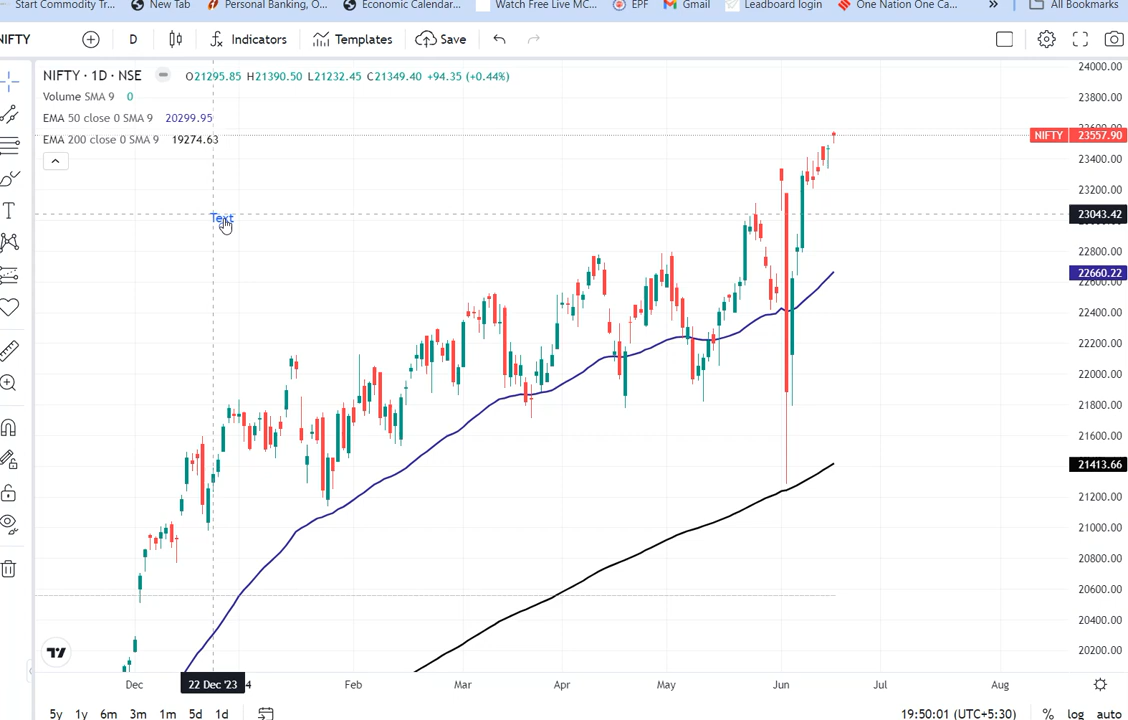 Start Commodity Tr... New Tab Personal Banking, O... Economic Calendar... Watch Free Live MC... EPF Gmail Leadboard login One Nation One Ca... » All Bookmarks
NIFTY D Indicators Templates Save
NIFTY · 1D · NSE O21295.85 H21390.50 L21232.45 C21349.40 +94.35 (+0.44%)
Volume SMA 9 0
EMA 50 close 0 SMA 9 20299.95
EMA 200 close 0 SMA 9 19274.63
Text
24000.00
23800.00
NIFTY 23557.90
23400.00
23200.00
23043.42
22800.00
22660.22
22600.00
22400.00
22200.00
22000.00
21800.00
21600.00
21413.66
21200.00
21000.00
20800.00
20600.00
20400.00
20200.00
Dec 22 Dec '23 4 Feb Mar Apr May Jun Jul Aug
5y 1y 6m 3m 1m 5d 1d 19:50:01 (UTC+5:30) % log auto